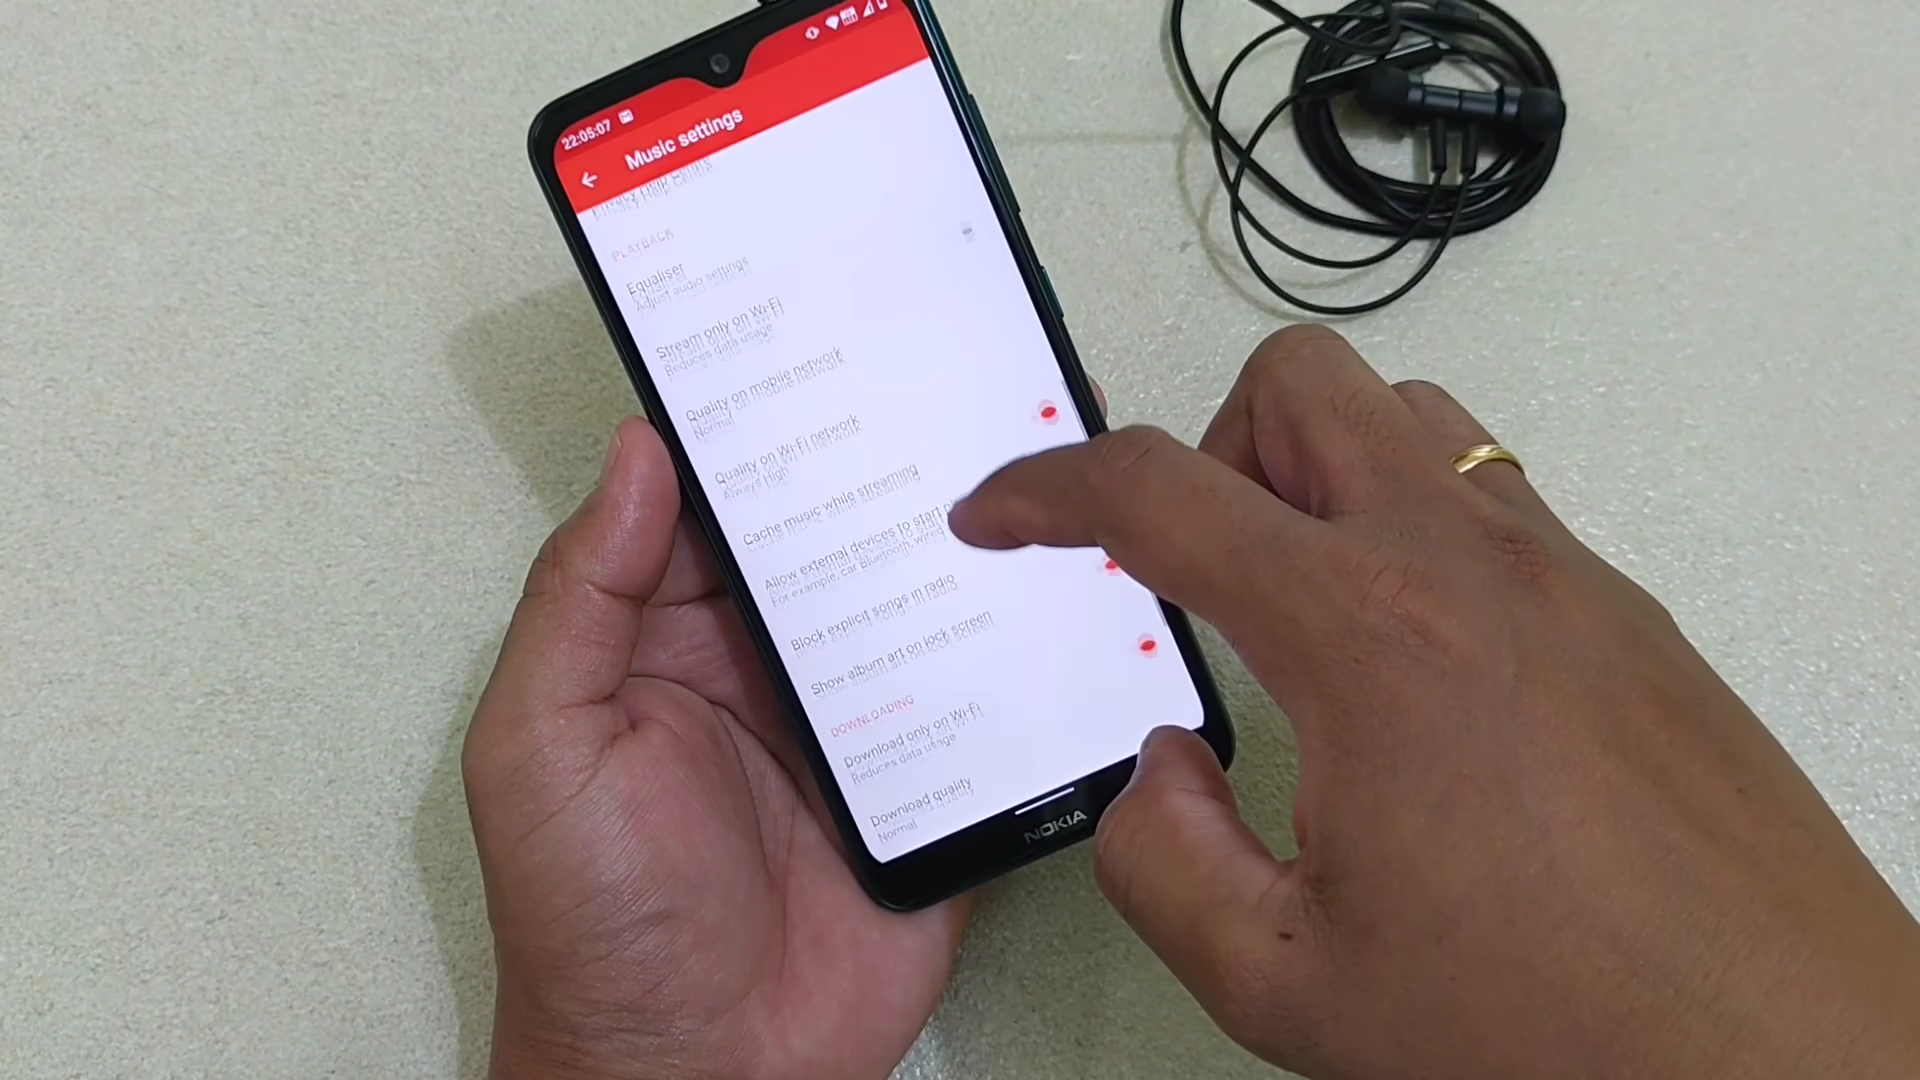 22:05:07
Music settings
Privacy Help Centre
PLAYBACK
Equaliser
Adjust audio settings
Stream only on Wi-Fi
Reduces data usage
Quality on mobile network
Normal
Quality on Wi-Fi network
Always High
Cache music while streaming
Allow external devices to start
For example, car Bluetooth, wired
Block explicit songs in radio
Show album art on lock screen
DOWNLOADING
Download only on Wi-Fi
Reduces data usage
Download quality
Normal
NOKIA